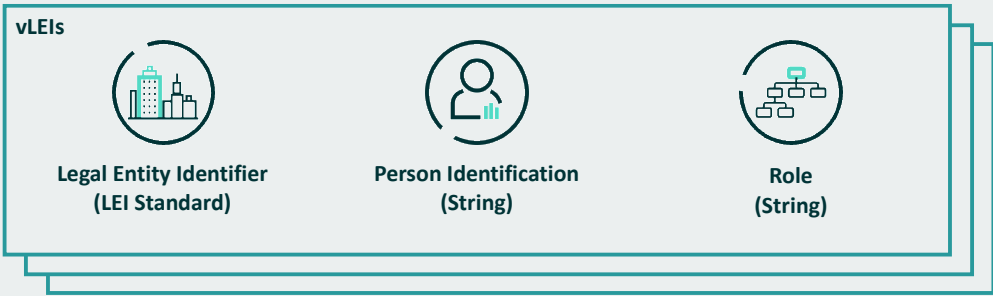 vLEIs
Legal Entity Identifier
(LEI Standard)
Person Identification
(String)
Role
(String)